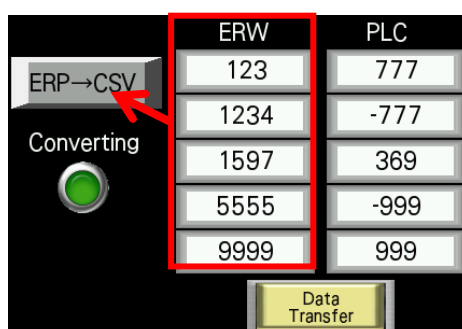 ERW PLC
ERP→CSV 123 777
1234 -777
Converting 1597 369
5555 -999
9999 999
Data
Transfer